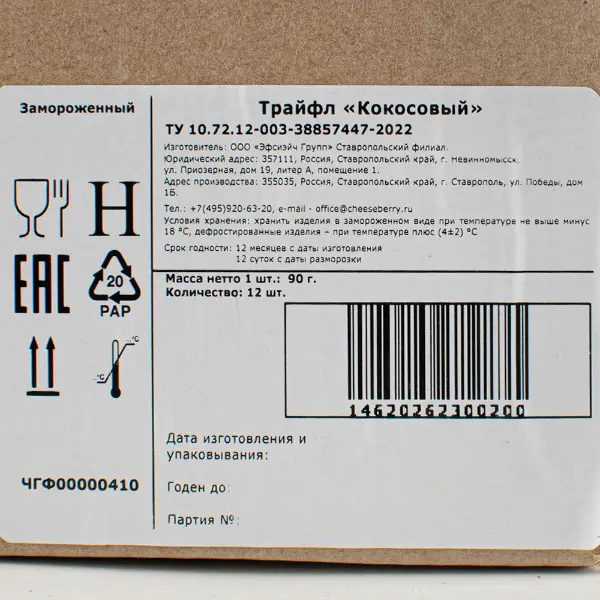 Замороженный
Трайфл «Кокосовый»
ТУ 10.72.12-003-38857447-2022
Изготовитель: ООО «Эфсиэйч Групп» Ставропольский филиал.
Юридический адрес: 357111, Россия, Ставропольский край, г. Невинномысск,
ул. Приозерная, дом 19, литер А, помещение 1.
Адрес производства: 355035, Россия, Ставропольский край, г. Ставрополь, ул. Победы, дом
1Б.
Тел.: +7(495)920-63-20, e-mail - office@cheeseberry.ru
Условия хранения: хранить изделия в замороженном виде при температуре не выше минус
18 °С, дефростированные изделия – при температуре плюс (4±2) °С
Срок годности: 12 месяцев с даты изготовления
12 суток с даты разморозки
Масса нетто 1 шт.: 90 г.
Количество: 12 шт.
Н
ЕАС
20
PAP
...°C
-°C
14620262300200
Дата изготовления и
упаковывания:
Годен до:
Партия №:
ЧГФ00000410